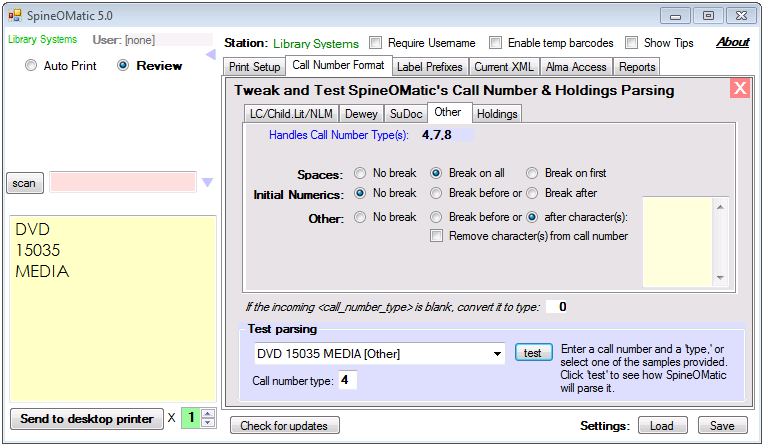 SpineOMatic 5.0
Library Systems User: [none]
Station: Library Systems Require Username Enable temp barcodes Show Tips About
Auto Print Review
Print Setup Call Number Format Label Prefixes Current XML Alma Access Reports
Tweak and Test SpineOMatic's Call Number & Holdings Parsing X
LC/Child.Lit/NLM Dewey SuDoc Other Holdings
Handles Call Number Type(s): 4,7,8
Spaces: No break Break on all Break on first
scan
Initial Numerics: No break Break before or Break after
Other: No break Break before or after character(s):
Remove character(s) from call number
DVD
15035
MEDIA
If the incoming <call_number_type> is blank, convert it to type: 0
Test parsing
DVD 15035 MEDIA [Other] test
Call number type: 4
Enter a call number and a 'type,' or
select one of the samples provided.
Click 'test' to see how SpineOMatic
will parse it.
Send to desktop printer X 1
Check for updates Settings: Load Save